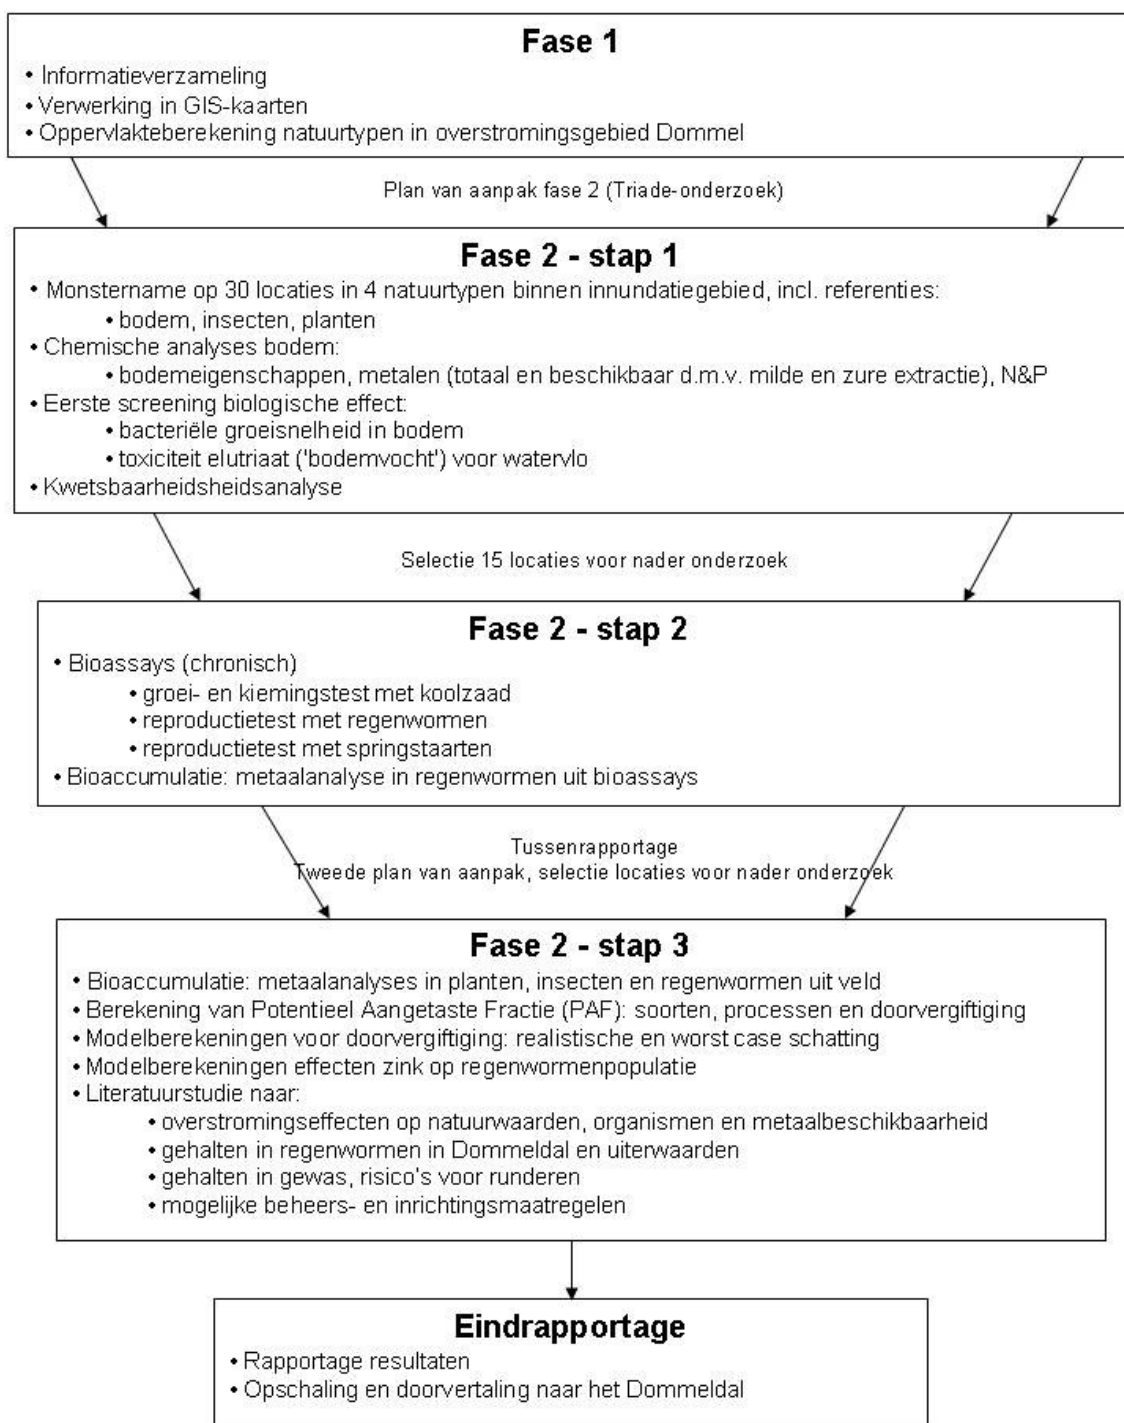 Fase 1
• Informatieverzameling
• Verwerking in GIS-kaarten
• Oppervlakteberekening natuurtypen in overstromingsgebied Dommel
Plan van aanpak fase 2 (Triade-onderzoek)
Fase 2 - stap 1
• Monstername op 30 locaties in 4 natuurtypen binnen innundatiegebied, incl. referenties:
• bodem, insecten, planten
• Chemische analyses bodem:
• bodemeigenschappen, metalen (totaal en beschikbaar d.m.v. milde en zure extractie), N&P
• Eerste screening biologische effect:
• bacteriële groeisnelheid in bodem
• toxiciteit elutriaat ('bodemvocht') voor watervlo
• Kwetsbaarheidsheidsanalyse
Selectie 15 locaties voor nader onderzoek
Fase 2 - stap 2
• Bioassays (chronisch)
• groei- en kiemingstest met koolzaad
• reproductietest met regenwormen
• reproductietest met springstaarten
• Bioaccumulatie: metaalanalyse in regenwormen uit bioassays
Tussenrapportage
Tweede plan van aanpak, selectie locaties voor nader onderzoek
Fase 2 - stap 3
• Bioaccumulatie: metaalanalyses in planten, insecten en regenwormen uit veld
• Berekening van Potentieel Aangetaste Fractie (PAF): soorten, processen en doorvergiftiging
• Modelberekeningen voor doorvergiftiging: realistische en worst case schatting
• Modelberekeningen effecten zink op regenwormenpopulatie
• Literatuurstudie naar:
• overstromingseffecten op natuurwaarden, organismen en metaalbeschikbaarheid
• gehalten in regenwormen in Dommeldal en uiterwaarden
• gehalten in gewas, risico's voor runderen
• mogelijke beheers- en inrichtingsmaatregelen
Eindrapportage
• Rapportage resultaten
• Opschaling en doorvertaling naar het Dommeldal